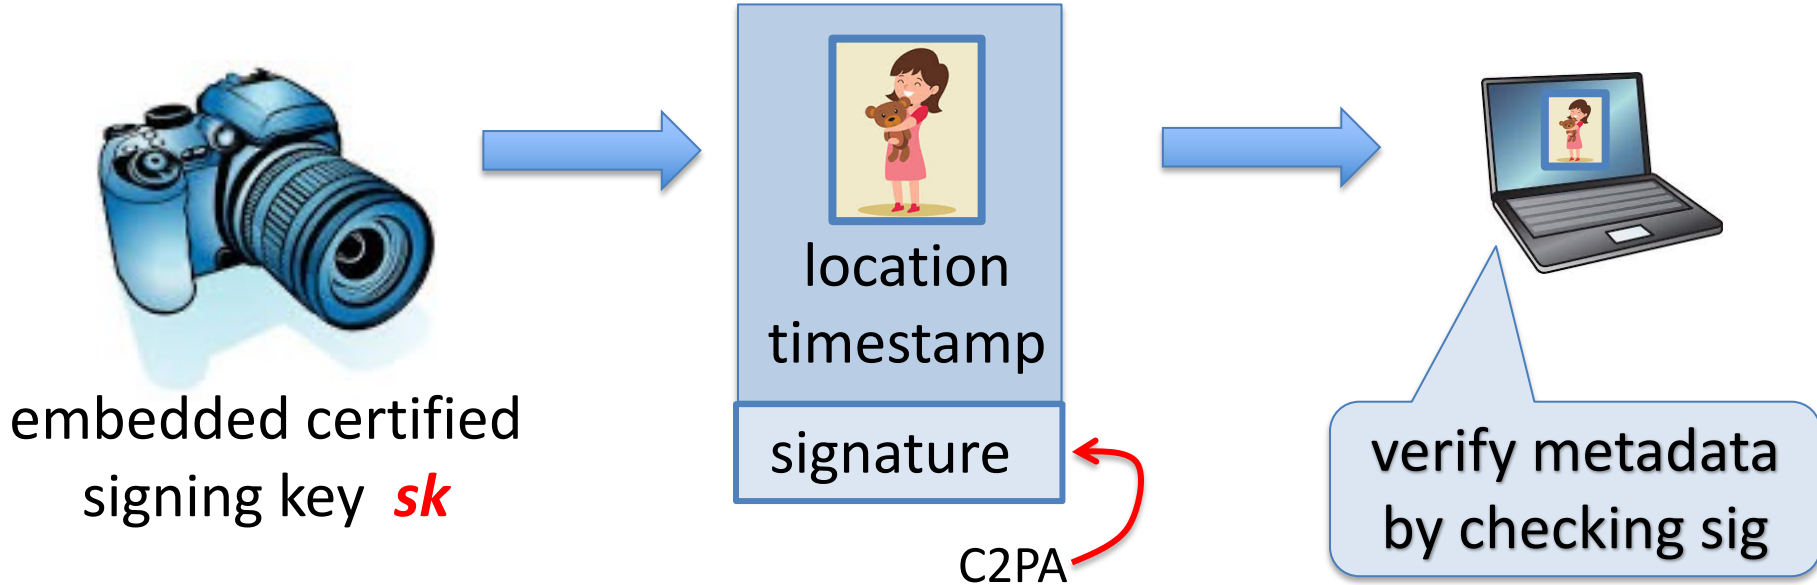 embedded certified
signing key sk
location
timestamp
signature
C2PA
verify metadata
by checking sig